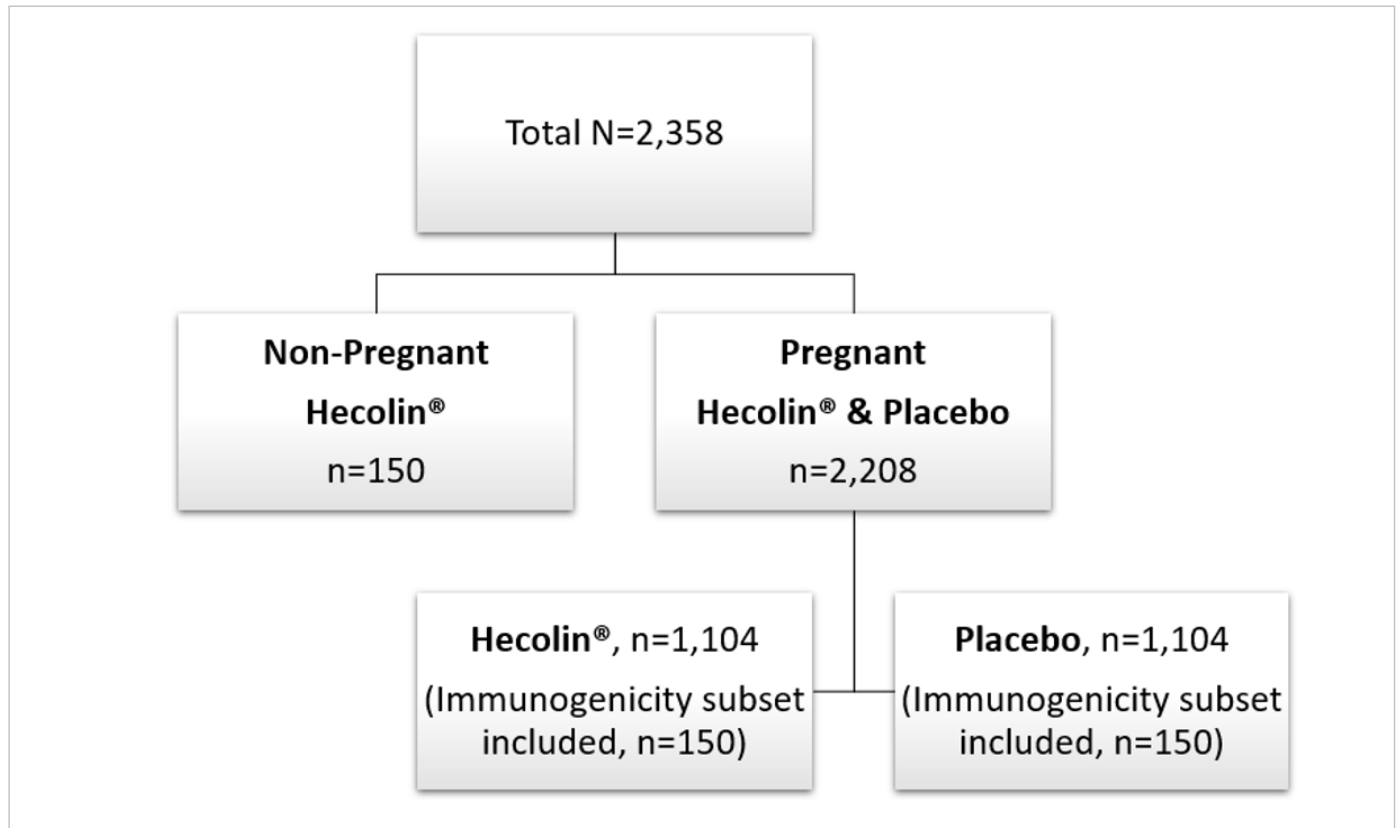 Total N=2,358
Non-Pregnant
Hecolin®
n=150
Pregnant
Hecolin® & Placebo
n=2,208
Hecolin®, n=1,104
(Immunogenicity subset
included, n=150)
Placebo, n=1,104
(Immunogenicity subset
included, n=150)